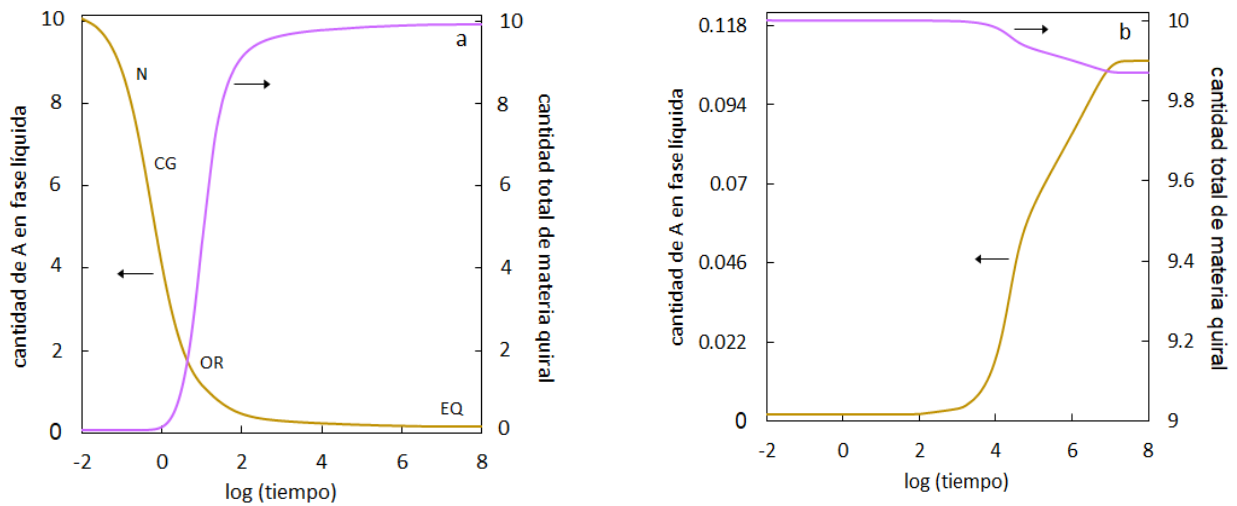 a
10
8
6
4
2
0
cantidad de A en fase líquida
N
CG
OR
EQ
10
8
6
4
2
0
cantidad total de materia quiral
-2 0 2 4 6 8
log (tiempo)
b
0.118
0.094
0.07
0.046
0.022
0
cantidad de A en fase líquida
10
9.8
9.6
9.4
9.2
9
cantidad total de materia quiral
-2 0 2 4 6 8
log (tiempo)